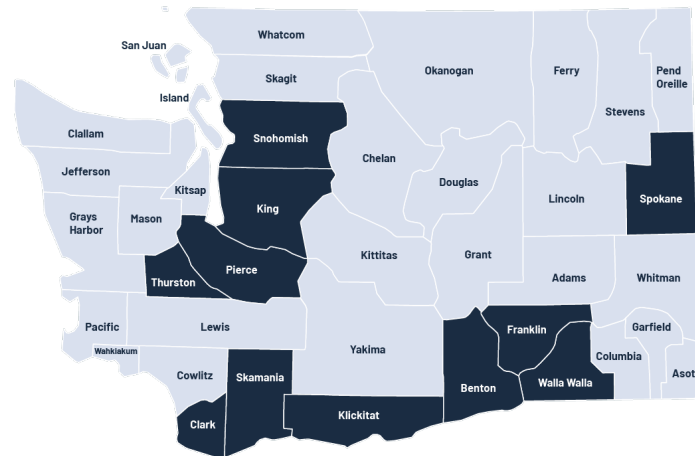 Whatcom
San Juan
Skagit
Okanogan
Ferry
Pend
Oreille
Stevens
Island
Clallam
Snohomish
Chelan
Jefferson
Douglas
Kitsap
Lincoln
Spokane
King
Grays
Harbor
Mason
Kittitas
Grant
Thurston
Pierce
Adams
Whitman
Pacific
Lewis
Franklin
Garfield
Wahkiakum
Yakima
Columbia
Cowlitz
Skamania
Benton
Walla Walla
Asot
Clark
Klickitat